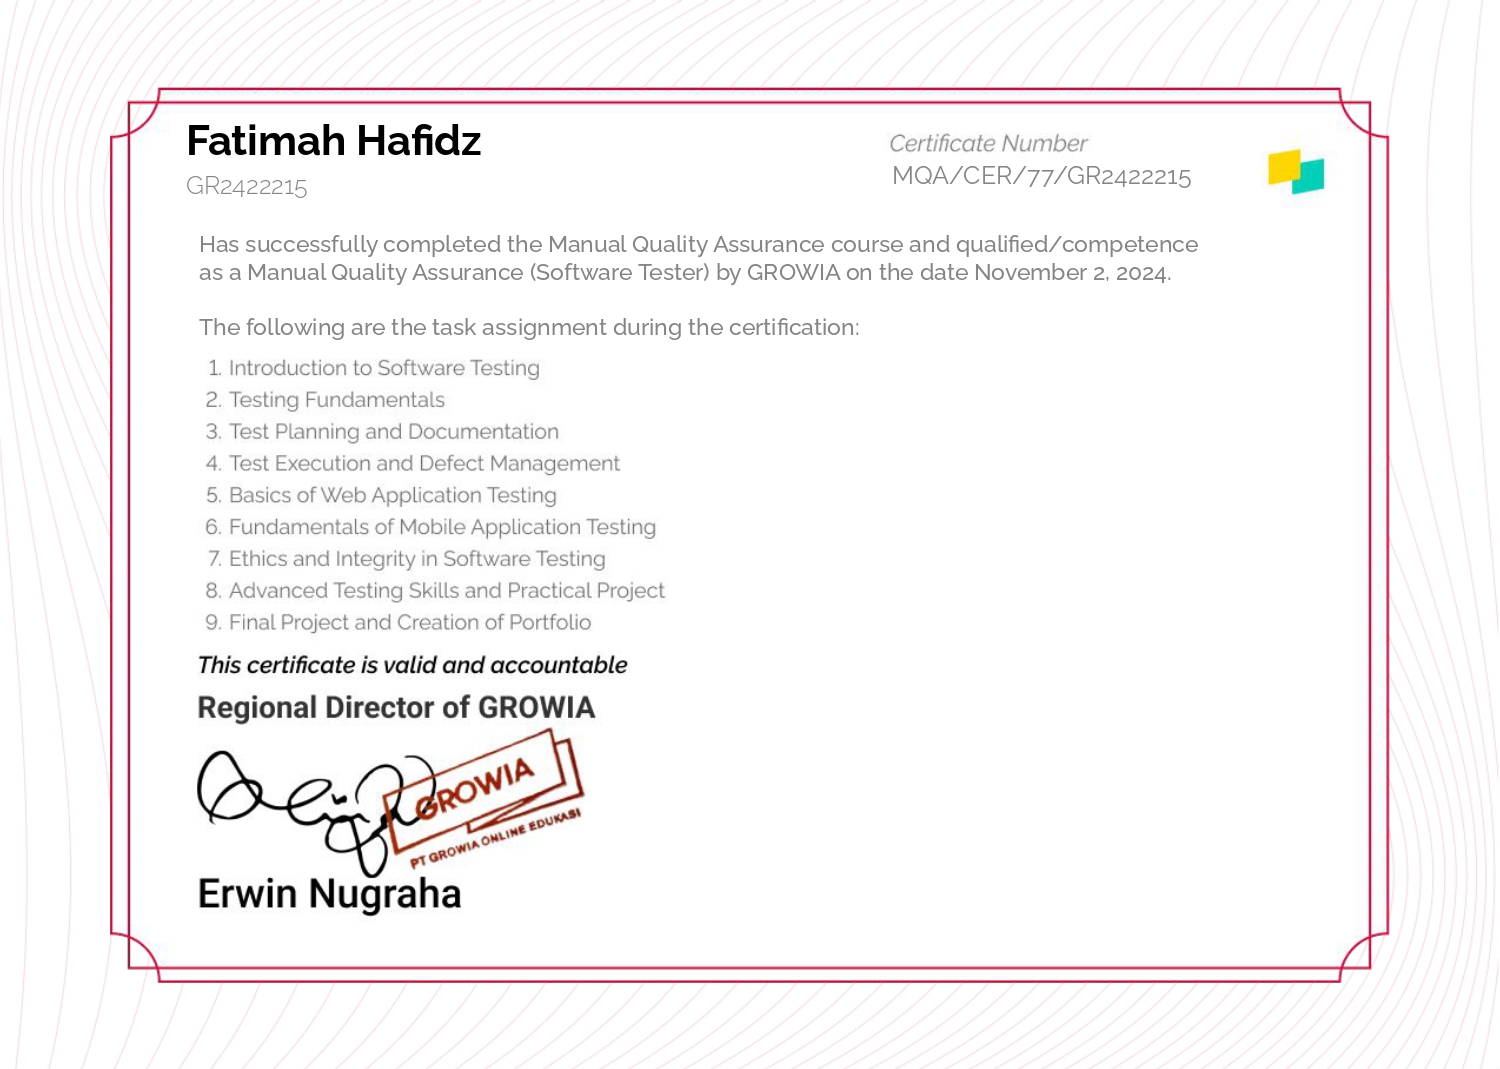 Fatimah Hafidz
GR2422215
Certificate Number
MQA/CER/77/GR2422215
Has successfully completed the Manual Quality Assurance course and qualified/competence
as a Manual Quality Assurance (Software Tester) by GROWIA on the date November 2, 2024.
The following are the task assignment during the certification:
1. Introduction to Software Testing
2. Testing Fundamentals
3. Test Planning and Documentation
4. Test Execution and Defect Management
5. Basics of Web Application Testing
6. Fundamentals of Mobile Application Testing
7. Ethics and Integrity in Software Testing
8. Advanced Testing Skills and Practical Project
9. Final Project and Creation of Portfolio
This certificate is valid and accountable
Regional Director of GROWIA
GROWIA
PT GROWIA ONLINE EDUKASI
Erwin Nugraha